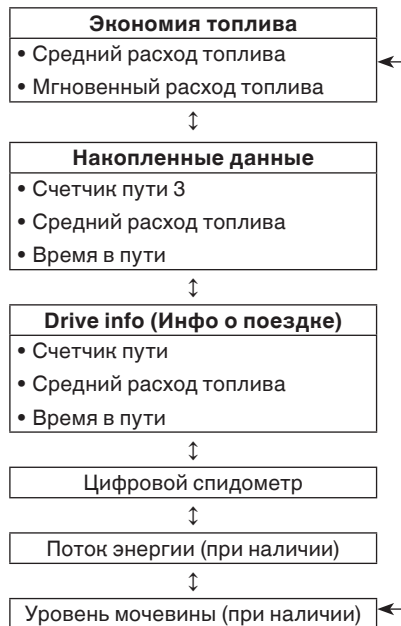 Экономия топлива
• Средний расход топлива
• Мгновенный расход топлива
Накопленные данные
• Счетчик пути 3
• Средний расход топлива
• Время в пути
Drive info (Инфо о поездке)
• Счетчик пути
• Средний расход топлива
• Время в пути
Цифровой спидометр
Поток энергии (при наличии)
Уровень мочевины (при наличии)